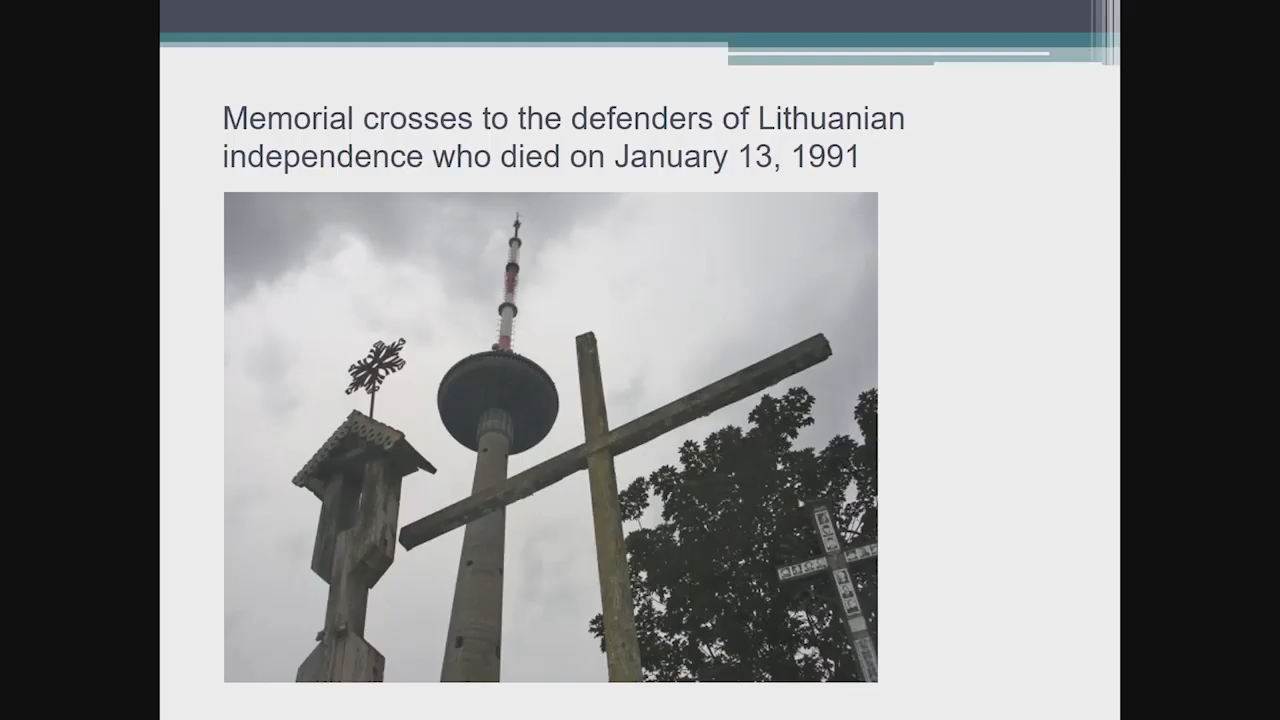 Memorial crosses to the defenders of Lithuanian
independence who died on January 13, 1991